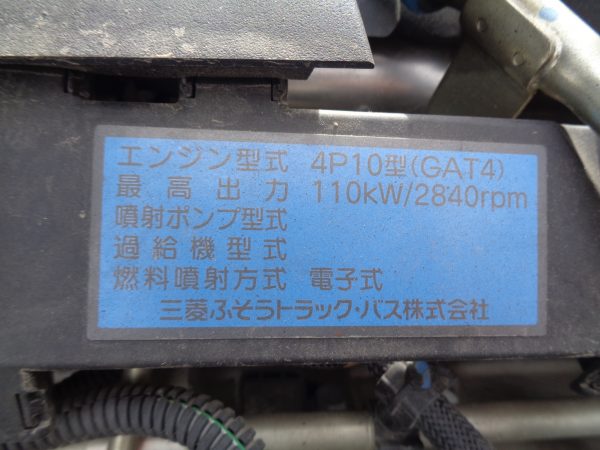 エンジン型式 4P10型(GAT4)
最高出力 110kW/2840rpm
噴射ポンプ型式
過給機型式
燃料噴射方式 電子式
三菱ふそうトラック・バス株式会社